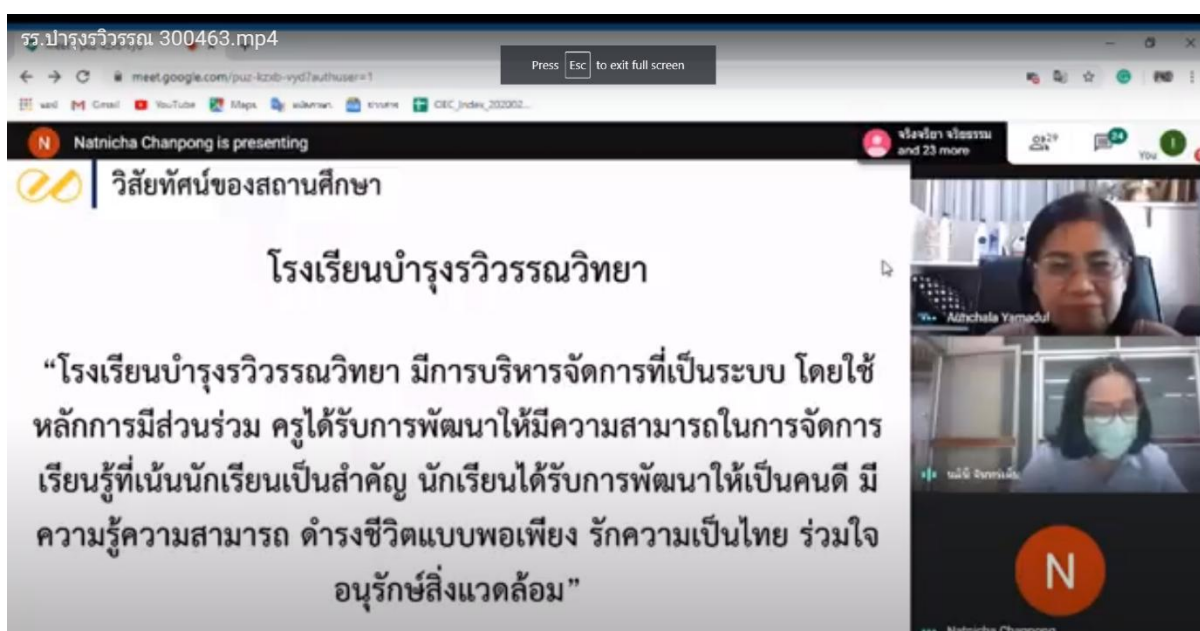 รร.บำรุงรวิวรรณ 300463.mp4
Press Esc to exit full screen
meet.google.com/puz-kzxb-vyd?authuser=1
แอป Gmail YouTube Maps
Natnicha Chanpong is presenting
and 23 more
29
24
You
วิสัยทัศน์ของสถานศึกษา
โรงเรียนบำรุงรวิวรรณวิทยา
“โรงเรียนบำรุงรวิวรรณวิทยา มีการบริหารจัดการที่เป็นระบบ โดยใช้
หลักการมีส่วนร่วม ครูได้รับการพัฒนาให้มีความสามารถในการจัดการ
เรียนรู้ที่เน้นนักเรียนเป็นสำคัญ นักเรียนได้รับการพัฒนาให้เป็นคนดี มี
ความรู้ความสามารถ ดำรงชีวิตแบบพอเพียง รักความเป็นไทย ร่วมใจ
อนุรักษ์สิ่งแวดล้อม”
Aunchala Yamadul
N
Natnicha Chanpong